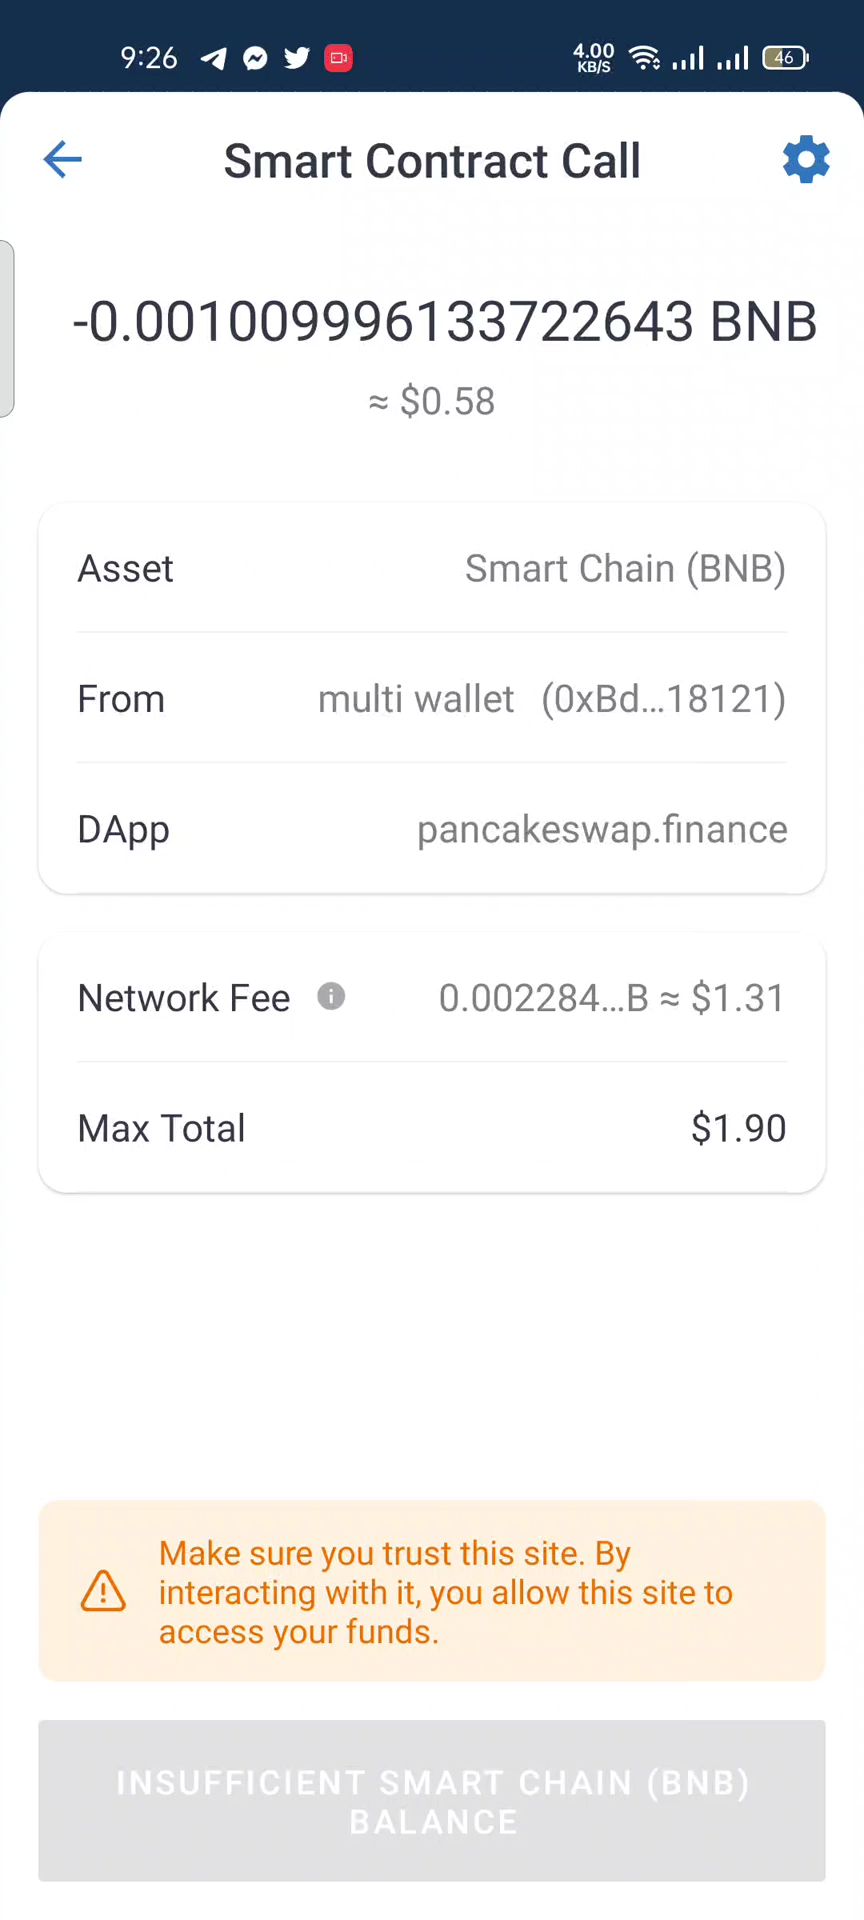 9:26
4.00
KB/S
46
Smart Contract Call
-0.001009996133722643 BNB
≈ $0.58
Asset Smart Chain (BNB)
From multi wallet (0xBd...18121)
DApp pancakeswap.finance
Network Fee 0.002284...B ≈ $1.31
Max Total $1.90
Make sure you trust this site. By
interacting with it, you allow this site to
access your funds.
INSUFFICIENT SMART CHAIN (BNB)
BALANCE